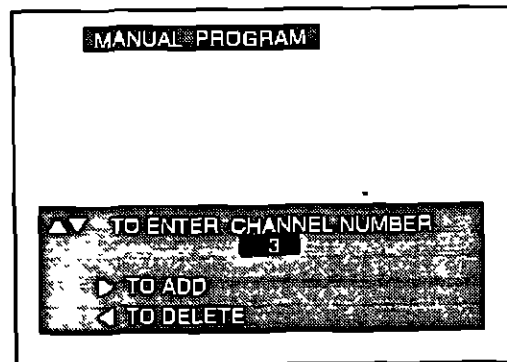 MANUAL PROGRAM
▲▼ TO ENTER CHANNEL NUMBER
3
▷ TO ADD
◁ TO DELETE